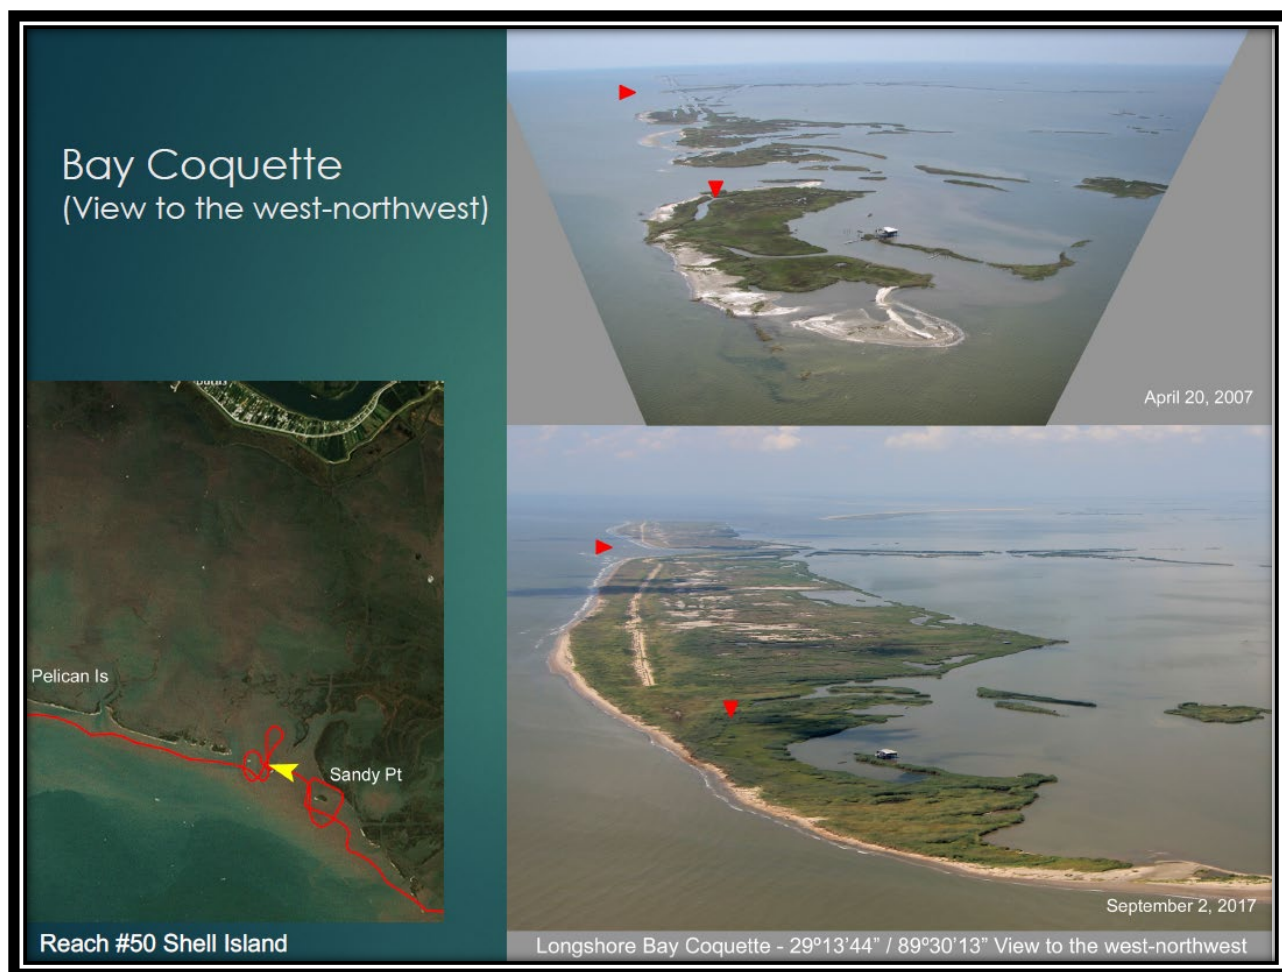 Bay Coquette
(View to the west-northwest)
April 20, 2007
Pelican Is
Sandy Pt
September 2, 2017
Reach #50 Shell Island
Longshore Bay Coquette - 29º13'44” / 89º30'13” View to the west-northwest